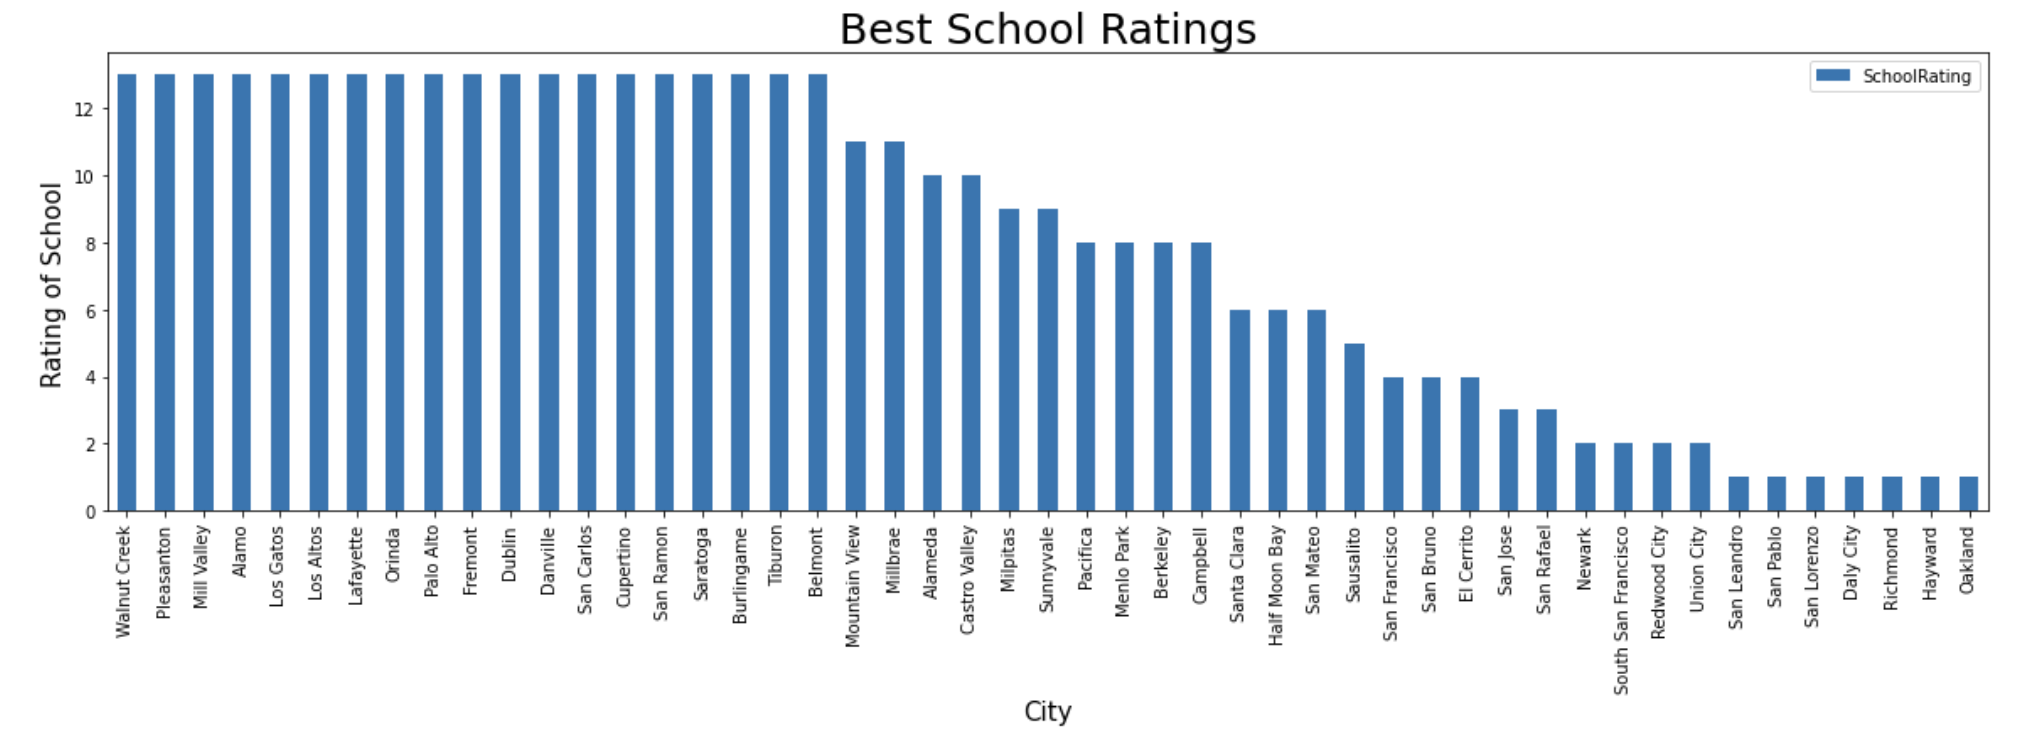 Best School Ratings
SchoolRating
Rating of School
12
10
8
6
4
2
0
Walnut Creek
Pleasanton
Mill Valley
Alamo
Los Gatos
Los Altos
Lafayette
Orinda
Palo Alto
Fremont
Dublin
Danville
San Carlos
Cupertino
San Ramon
Saratoga
Burlingame
Tiburon
Belmont
Mountain View
Millbrae
Alameda
Castro Valley
Milpitas
Sunnyvale
Pacifica
Menlo Park
Berkeley
Campbell
Santa Clara
Half Moon Bay
San Mateo
Sausalito
San Francisco
San Bruno
El Cerrito
San Jose
San Rafael
Newark
South San Francisco
Redwood City
Union City
San Leandro
San Pablo
San Lorenzo
Daly City
Richmond
Hayward
Oakland
City